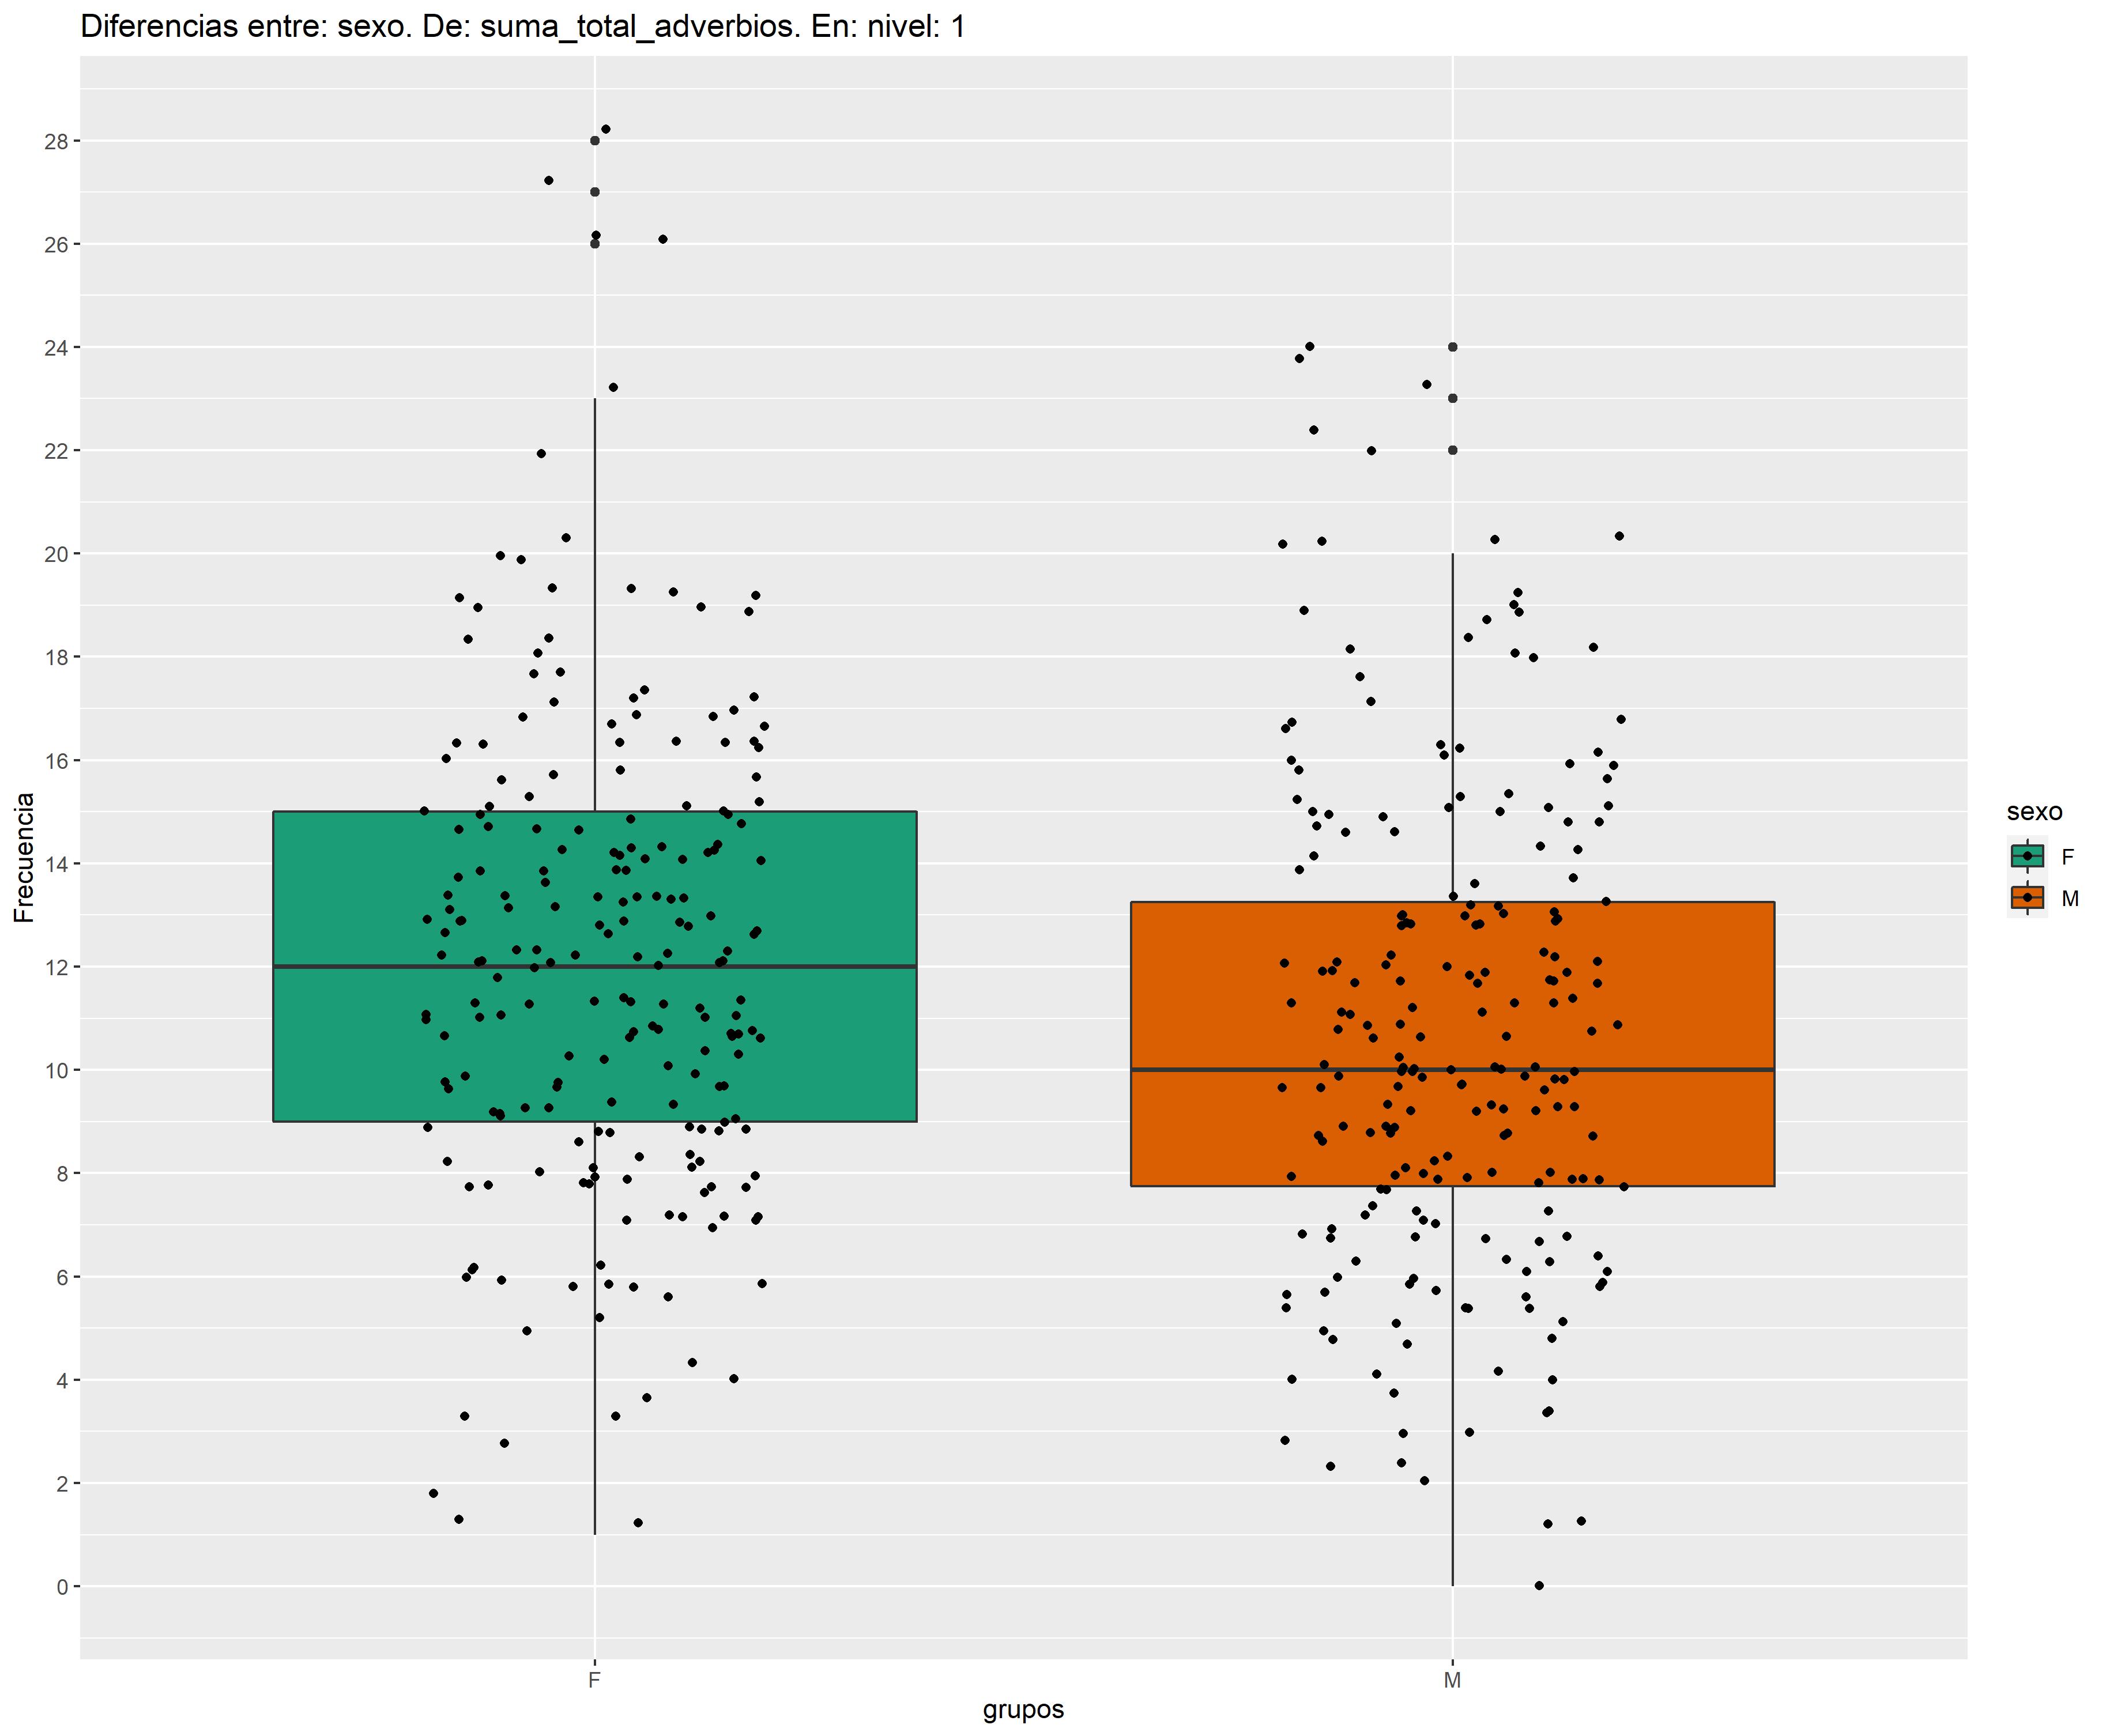 Diferencias entre: sexo. De: suma_total_adverbios. En: nivel: 1
Frecuencia
28
26
24
22
20
18
16
14
12
10
8
6
4
2
0
F
M
grupos
sexo
F
M